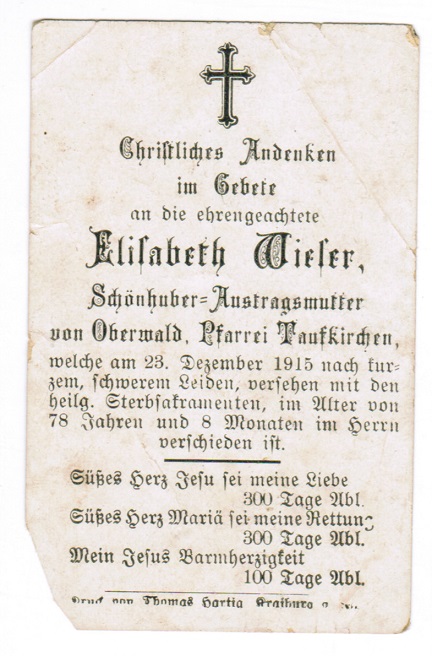 Christliches Andenken
im Gebete
an die ehrengeachtete
Elisabeth Wieser,
Schönhuber=Austragsmutter
von Oberwald, Pfarrei Taufkirchen,
welche am 23. Dezember 1915 nach kur=
zem, schwerem Leiden, versehen mit den
heilg. Sterbsakramenten, im Alter von
78 Jahren und 8 Monaten im Herrn
verschieden ist.
Süßes Herz Jesu sei meine Liebe
300 Tage Abl.
Süßes Herz Mariä sei meine Rettung
300 Tage Abl.
Mein Jesus Barmherzigkeit
100 Tage Abl.
Druck von Thomas Hartig Kraiburg a.